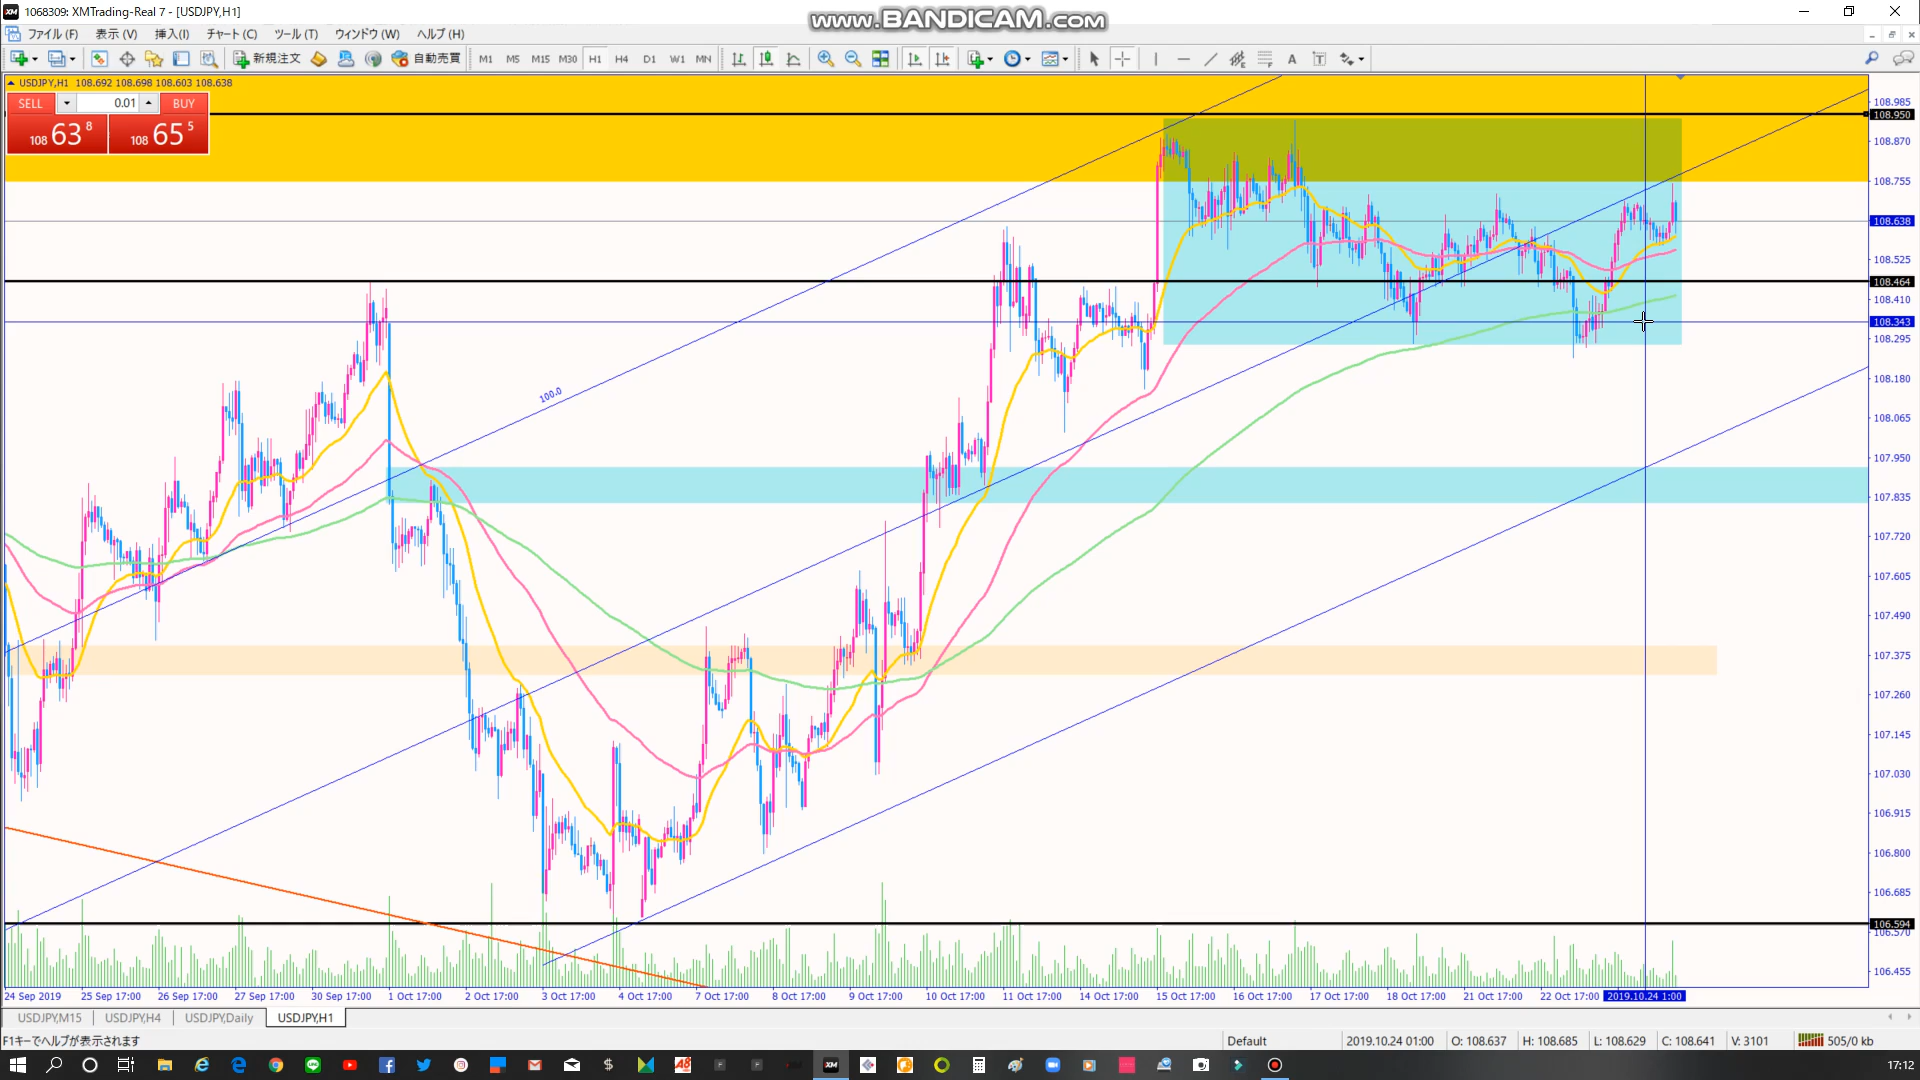 1068309: XMTrading-Real 7 - [USDJPY,H1]
www.BANDICAM.com
ファイル (F) 表示 (V) 挿入(I) チャート (C) ツール (T) ウィンドウ (W) ヘルプ (H)
新規注文 自動売買 M1 M5 M15 M30 H1 H4 D1 W1 MN
USDJPY,H1 108.692 108.698 108.603 108.638
SELL 0.01 BUY
108 63 8 108 65 5
100.0
108.985
108.950
108.870
108.755
108.638
108.525
108.464
108.410
108.343
108.295
108.180
108.065
107.950
107.835
107.720
107.605
107.490
107.375
107.260
107.145
107.030
106.915
106.800
106.685
106.594
106.570
106.455
24 Sep 2019 25 Sep 17:00 26 Sep 17:00 27 Sep 17:00 30 Sep 17:00 1 Oct 17:00 2 Oct 17:00 3 Oct 17:00 4 Oct 17:00 7 Oct 17:00 8 Oct 17:00 9 Oct 17:00 10 Oct 17:00 11 Oct 17:00 14 Oct 17:00 15 Oct 17:00 16 Oct 17:00 17 Oct 17:00 18 Oct 17:00 21 Oct 17:00 22 Oct 17:00 2019.10.24 1:00
USDJPY,M15 USDJPY,H4 USDJPY,Daily USDJPY,H1
F1キーでヘルプが表示されます Default 2019.10.24 01:00 O: 108.637 H: 108.685 L: 108.629 C: 108.641 V: 3101 505/0 kb
17:12